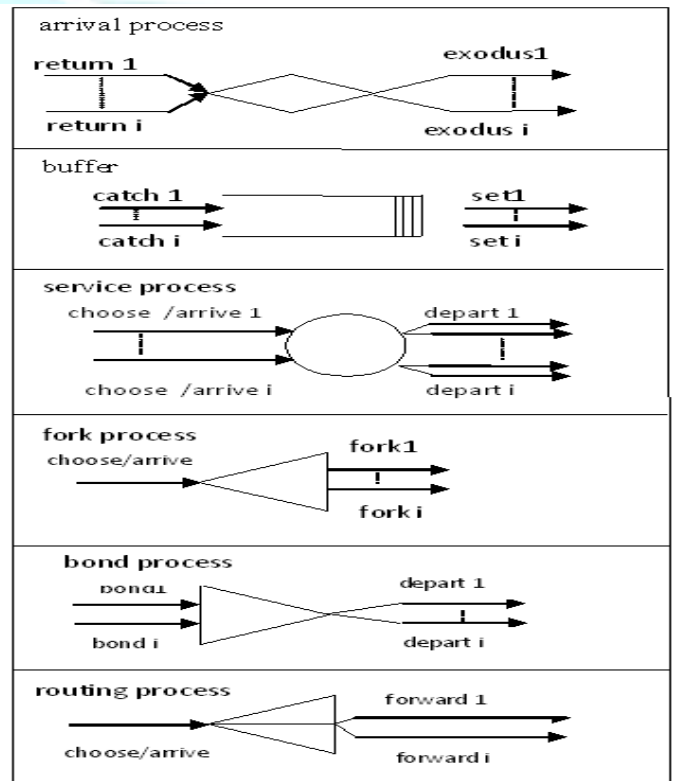 arrival process
return 1
exodus1
return i
exodus i
buffer
catch 1
set1
catch i
set i
service process
choose /arrive 1
depart 1
choose /arrive i
depart i
fork process
choose/arrive
fork1
fork i
bond process
bond1
depart 1
bond i
depart i
routing process
forward 1
choose/arrive
forward i